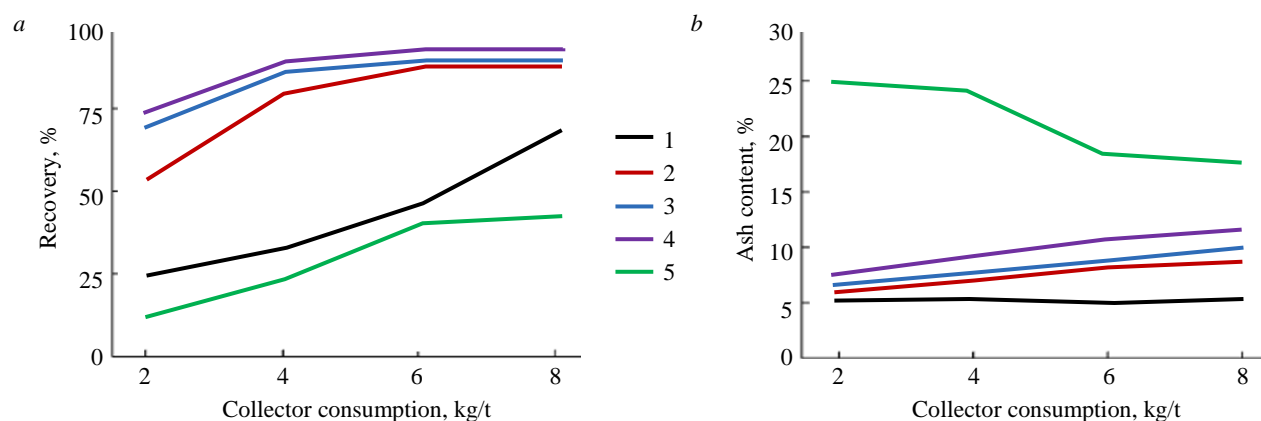 a
100
75
50
25
0
Recovery, %
2 4 6 8
Collector consumption, kg/t
1
2
3
4
5
b
30
25
20
15
10
5
0
Ash content, %
2 4 6 8
Collector consumption, kg/t